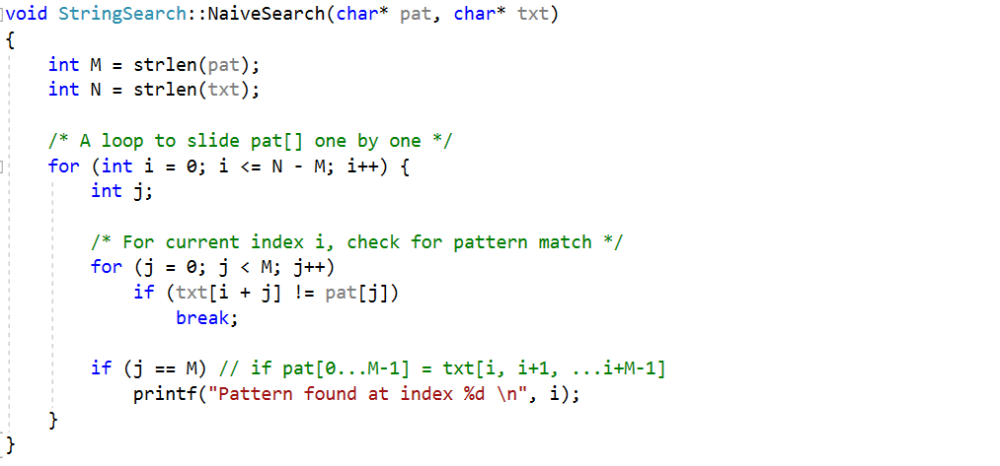 void StringSearch::NaiveSearch(char* pat, char* txt)
{
    int M = strlen(pat);
    int N = strlen(txt);

    /* A loop to slide pat[] one by one */
    for (int i = 0; i <= N - M; i++) {
        int j;

        /* For current index i, check for pattern match */
        for (j = 0; j < M; j++)
            if (txt[i + j] != pat[j])
                break;

        if (j == M) // if pat[0...M-1] = txt[i, i+1, ...i+M-1]
            printf("Pattern found at index %d \n", i);
    }
}